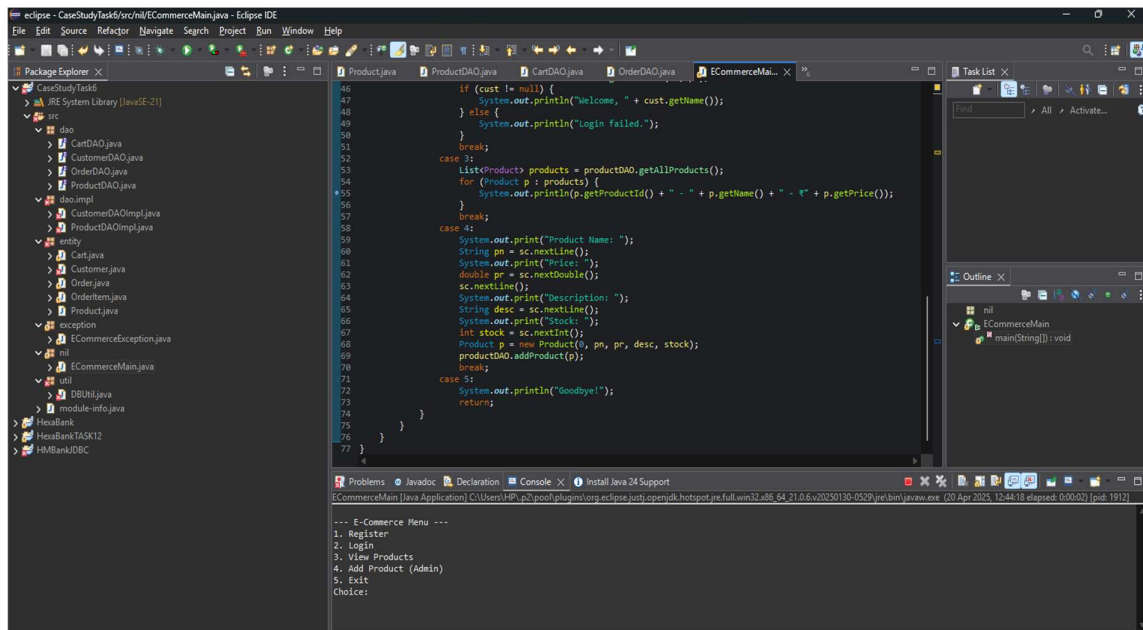 eclipse - CaseStudyTask6/src/nil/ECommerceMain.java - Eclipse IDE
File Edit Source Refactor Navigate Search Project Run Window Help
Package Explorer
CaseStudyTask6
JRE System Library [JavaSE-21]
src
dao
CartDAO.java
CustomerDAO.java
OrderDAO.java
ProductDAO.java
dao.impl
CustomerDAOImpl.java
ProductDAOImpl.java
entity
Cart.java
Customer.java
Order.java
OrderItem.java
Product.java
exception
ECommerceException.java
nil
ECommerceMain.java
util
DBUtil.java
module-info.java
HexaBank
HexaBankTASK12
HMBankJDBC
Product.java ProductDAO.java CartDAO.java OrderDAO.java ECommerceMai...
46 if (cust != null) {
47 System.out.println("Welcome, " + cust.getName());
48 } else {
49 System.out.println("Login failed.");
50 }
51 break;
52 case 3:
53 List<Product> products = productDAO.getAllProducts();
54 for (Product p : products) {
55 System.out.println(p.getProductId() + " - " + p.getName() + " - ₹" + p.getPrice());
56 }
57 break;
58 case 4:
59 System.out.print("Product Name: ");
60 String pn = sc.nextLine();
61 System.out.print("Price: ");
62 double pr = sc.nextDouble();
63 sc.nextLine();
64 System.out.print("Description: ");
65 String desc = sc.nextLine();
66 System.out.print("Stock: ");
67 int stock = sc.nextInt();
68 Product p = new Product(0, pn, pr, desc, stock);
69 productDAO.addProduct(p);
70 break;
71 case 5:
72 System.out.println("Goodbye!");
73 return;
74 }
75 }
76 }
77 }
Task List
Find All Activate...
Outline
nil
ECommerceMain
main(String[]) : void
Problems Javadoc Declaration Console Install Java 24 Support
ECommerceMain [Java Application] C:\Users\HP\.p2\pool\plugins\org.eclipse.justj.openjdk.hotspot.jre.full.win32.x86_64_21.0.6.v20250130-0529\jre\bin\javaw.exe (20 Apr 2025, 12:44:18 elapsed: 0:00:02) [pid: 1912]
--- E-Commerce Menu ---
1. Register
2. Login
3. View Products
4. Add Product (Admin)
5. Exit
Choice: